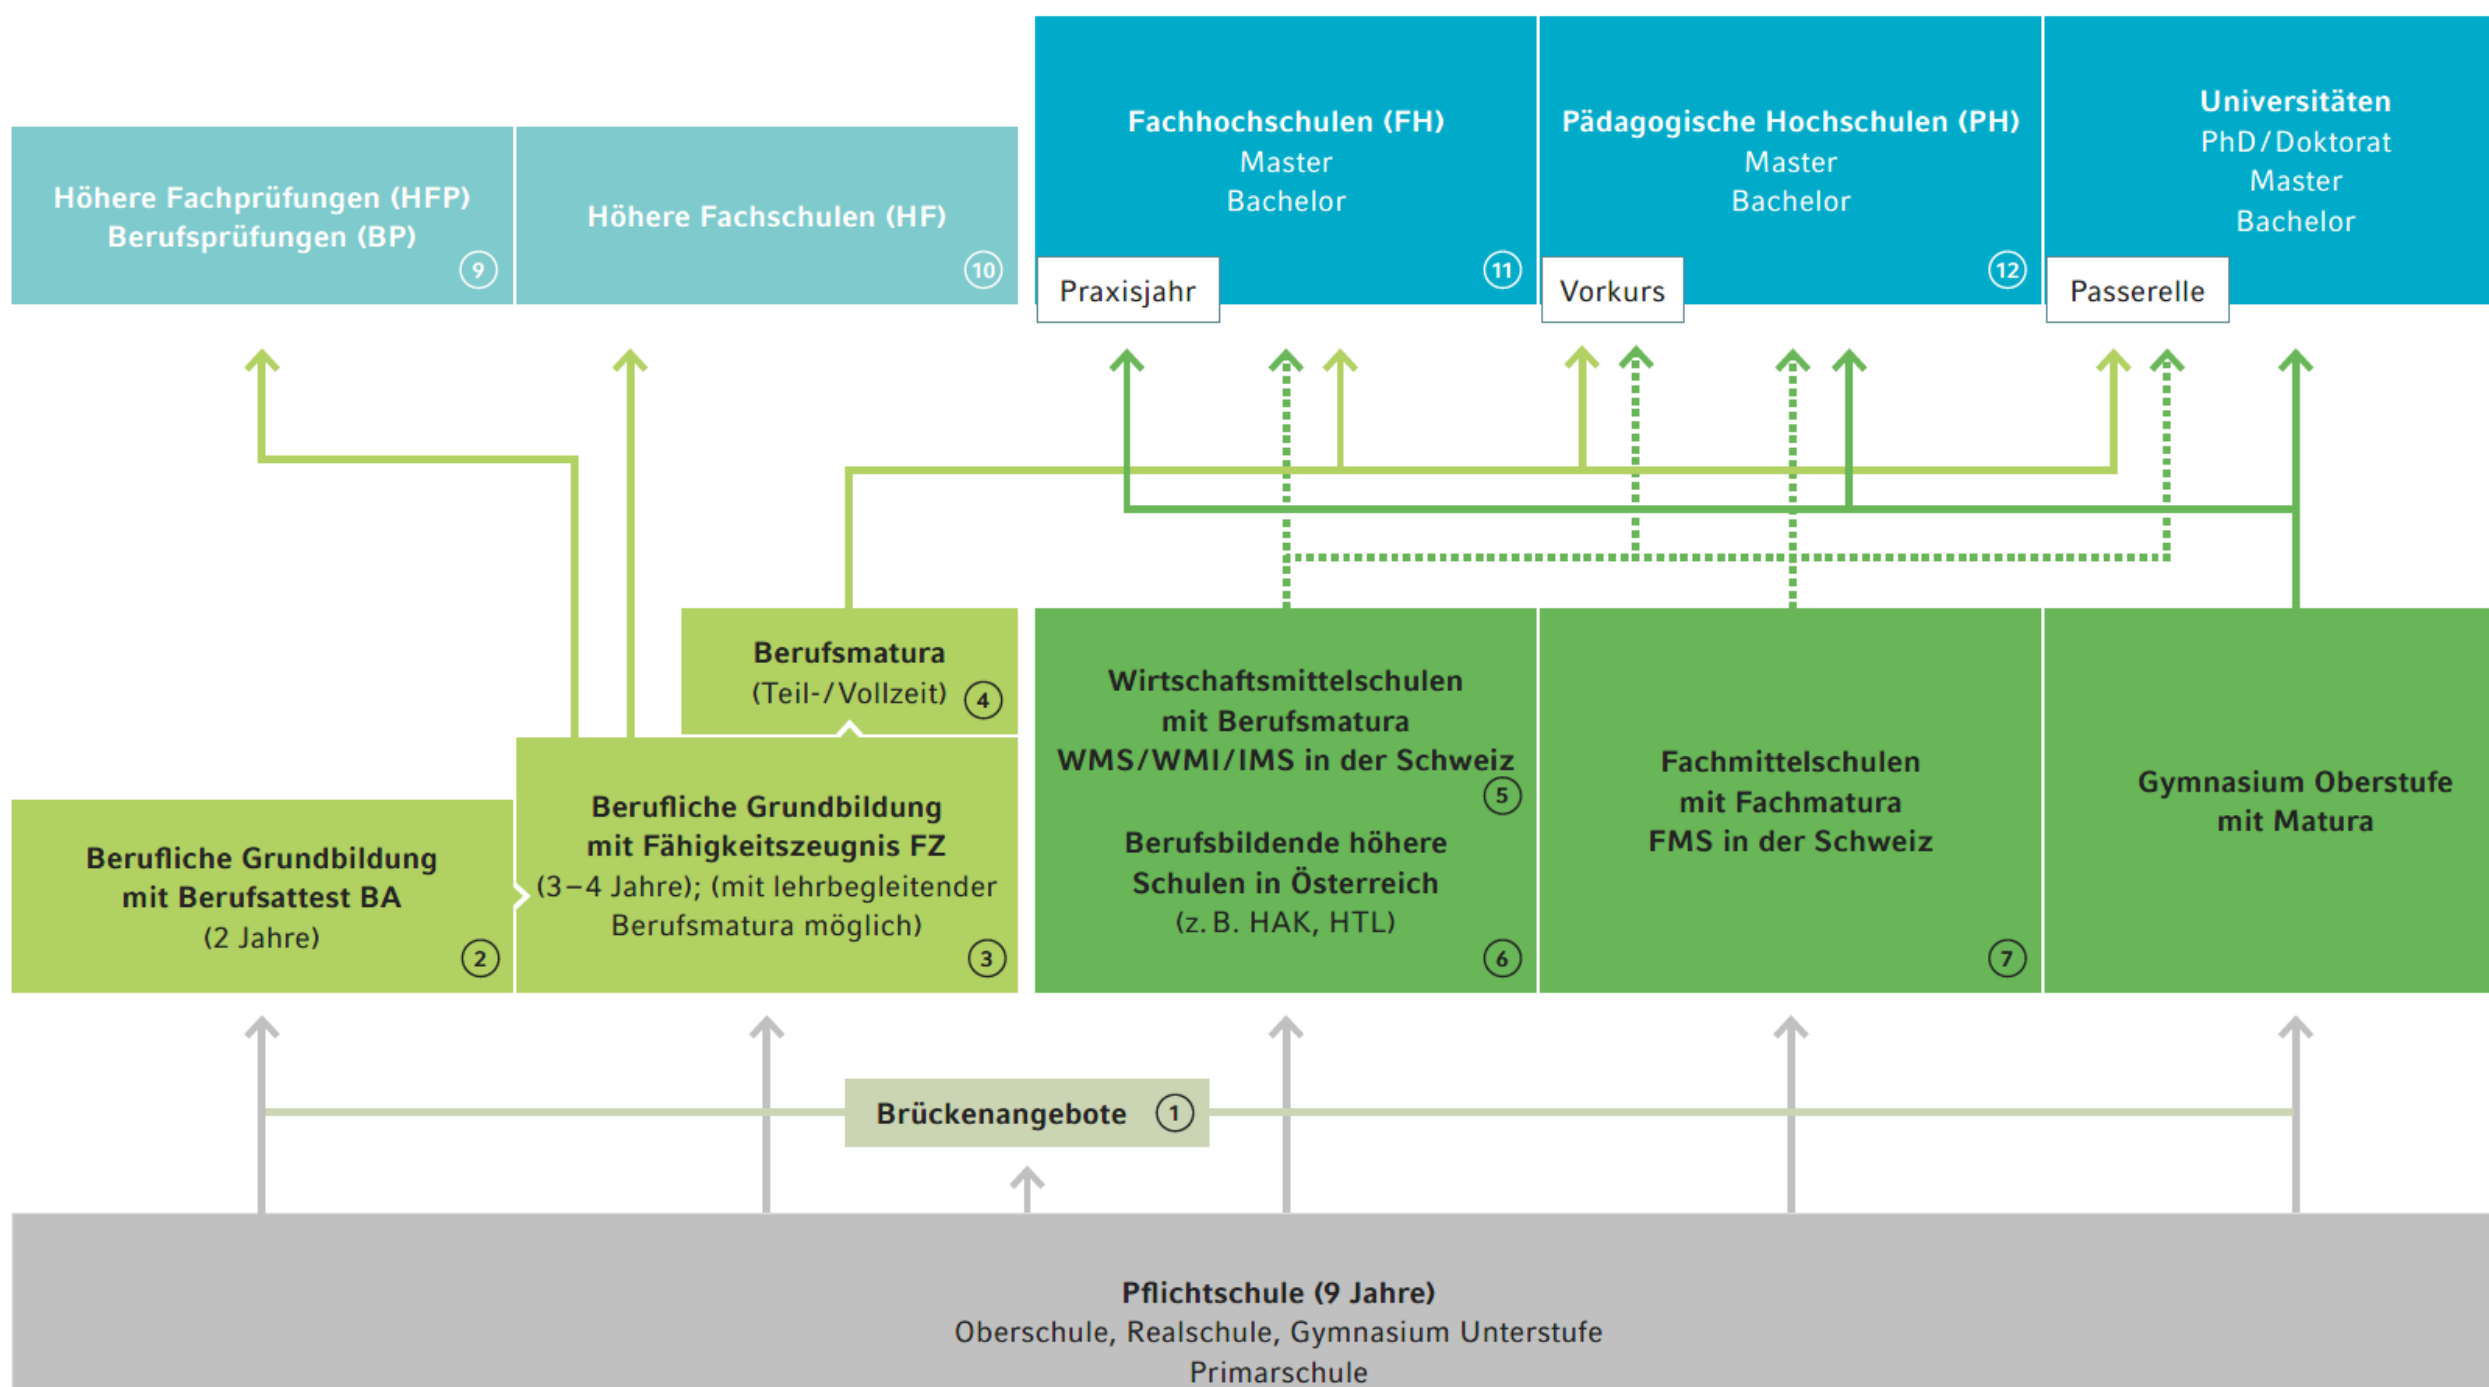 Höhere Fachprüfungen (HFP)
Berufsprüfungen (BP)
9
Höhere Fachschulen (HF)
10
Fachhochschulen (FH)
Master
Bachelor
11
Praxisjahr
Pädagogische Hochschulen (PH)
Master
Bachelor
12
Vorkurs
Universitäten
PhD/Doktorat
Master
Bachelor
Passerelle
Berufliche Grundbildung
mit Berufsattest BA
(2 Jahre)
2
Berufsmatura
(Teil-/Vollzeit)
4
Berufliche Grundbildung
mit Fähigkeitszeugnis FZ
(3–4 Jahre); (mit lehrbegleitender
Berufsmatura möglich)
3
Wirtschaftsmittelschulen
mit Berufsmatura
WMS/WMI/IMS in der Schweiz
5
Berufsbildende höhere
Schulen in Österreich
(z. B. HAK, HTL)
6
Fachmittelschulen
mit Fachmatura
FMS in der Schweiz
7
Gymnasium Oberstufe
mit Matura
Brückenangebote 1
Pflichtschule (9 Jahre)
Oberschule, Realschule, Gymnasium Unterstufe
Primarschule